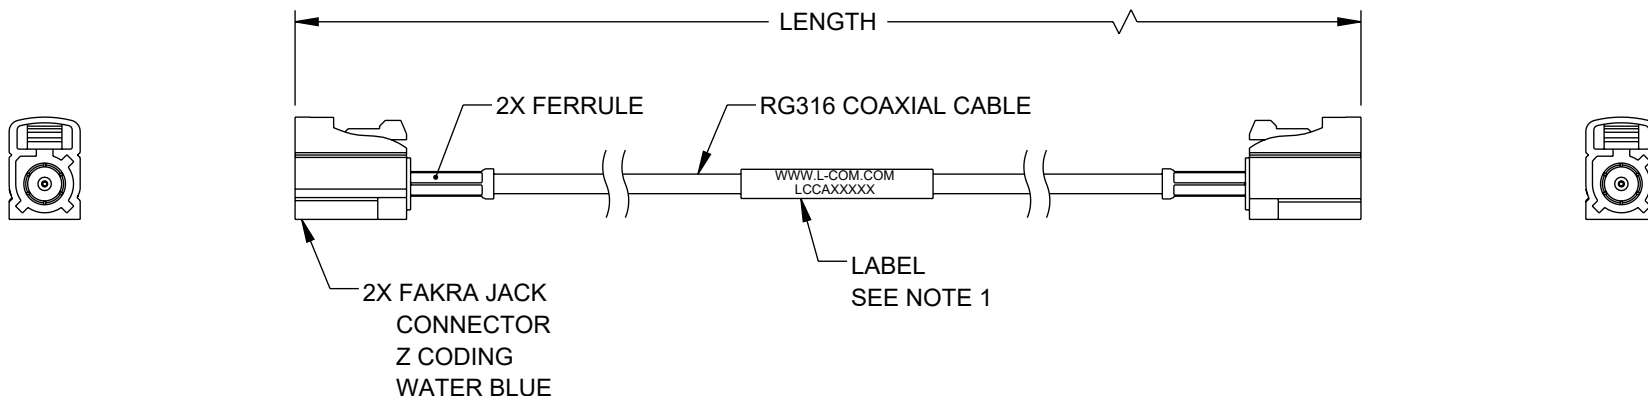 LENGTH
2X FERRULE
RG316 COAXIAL CABLE
WWW.L-COM.COM
LCCAXXXXX
LABEL
SEE NOTE 1
2X FAKRA JACK
CONNECTOR
Z CODING
WATER BLUE